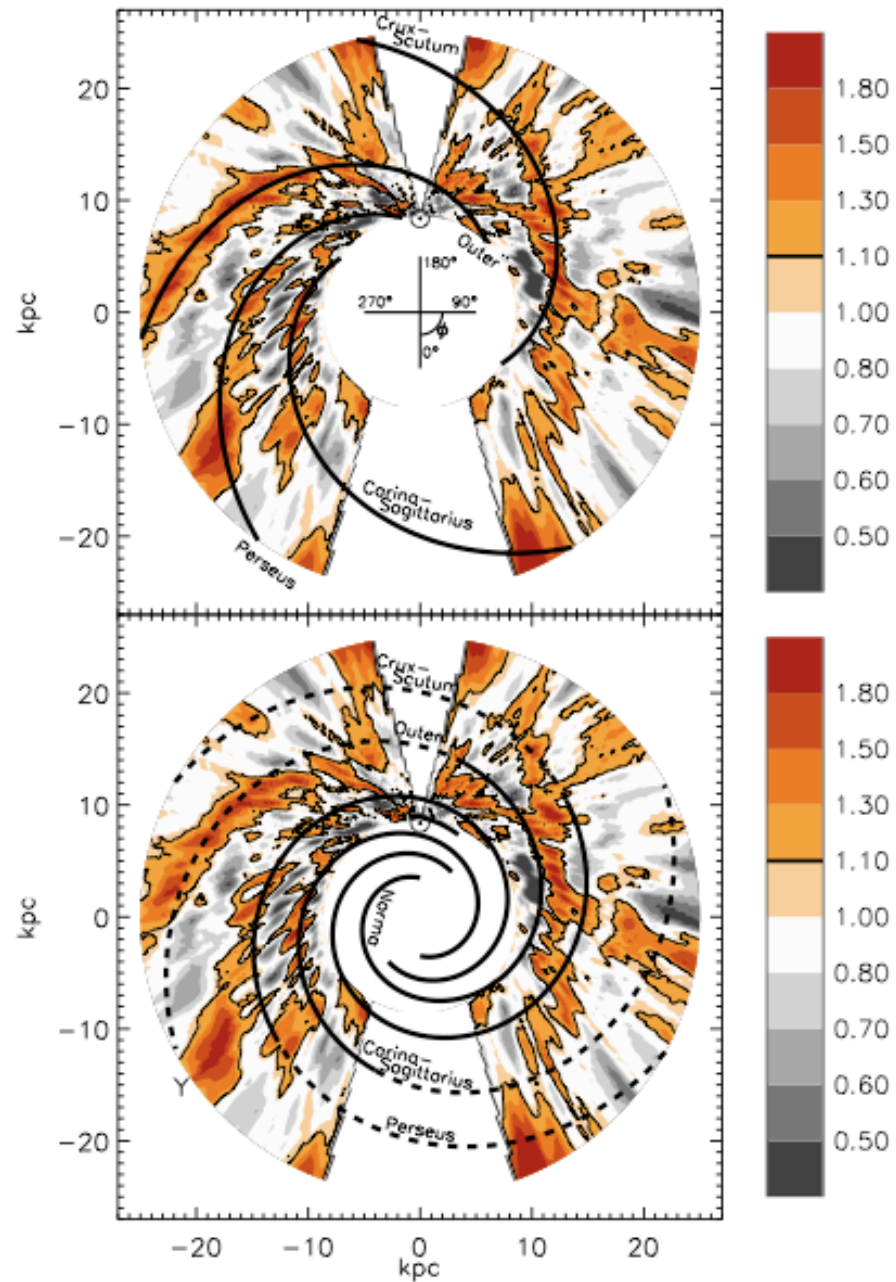 Crux-
Scutum
Outer
180°
270° 90°
ϕ
0°
Carina-
Sagittarius
Perseus
kpc
20
10
0
−10
−20
1.80
1.50
1.30
1.10
1.00
0.80
0.70
0.60
0.50
Crux-
Scutum
Outer
Norma
Carina-
Sagittarius
Perseus
Y
kpc
20
10
0
−10
−20
−20 −10 0 10 20
kpc
1.80
1.50
1.30
1.10
1.00
0.80
0.70
0.60
0.50